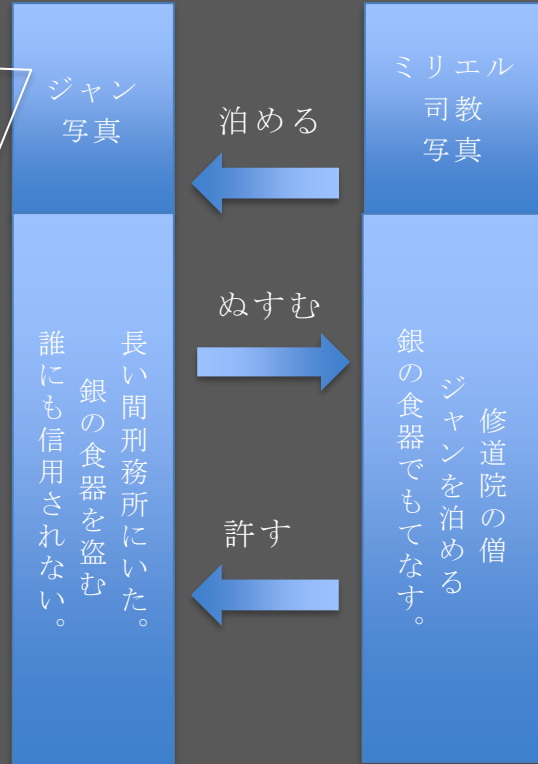 ジャン
写真
泊める
ミリエル
司教
写真
ぬすむ
許す
長い間刑務所にいた。
銀の食器を盗む
誰にも信用されない。
修道院の僧
ジャンを泊める
銀の食器でもてなす。